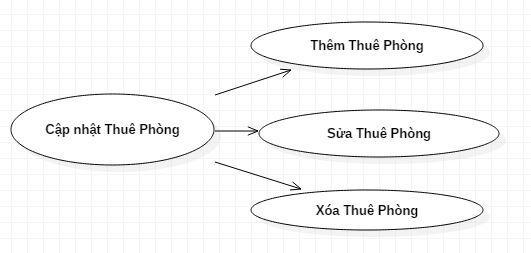 Thêm Thuê Phòng
Cập nhật Thuê Phòng
Sửa Thuê Phòng
Xóa Thuê Phòng